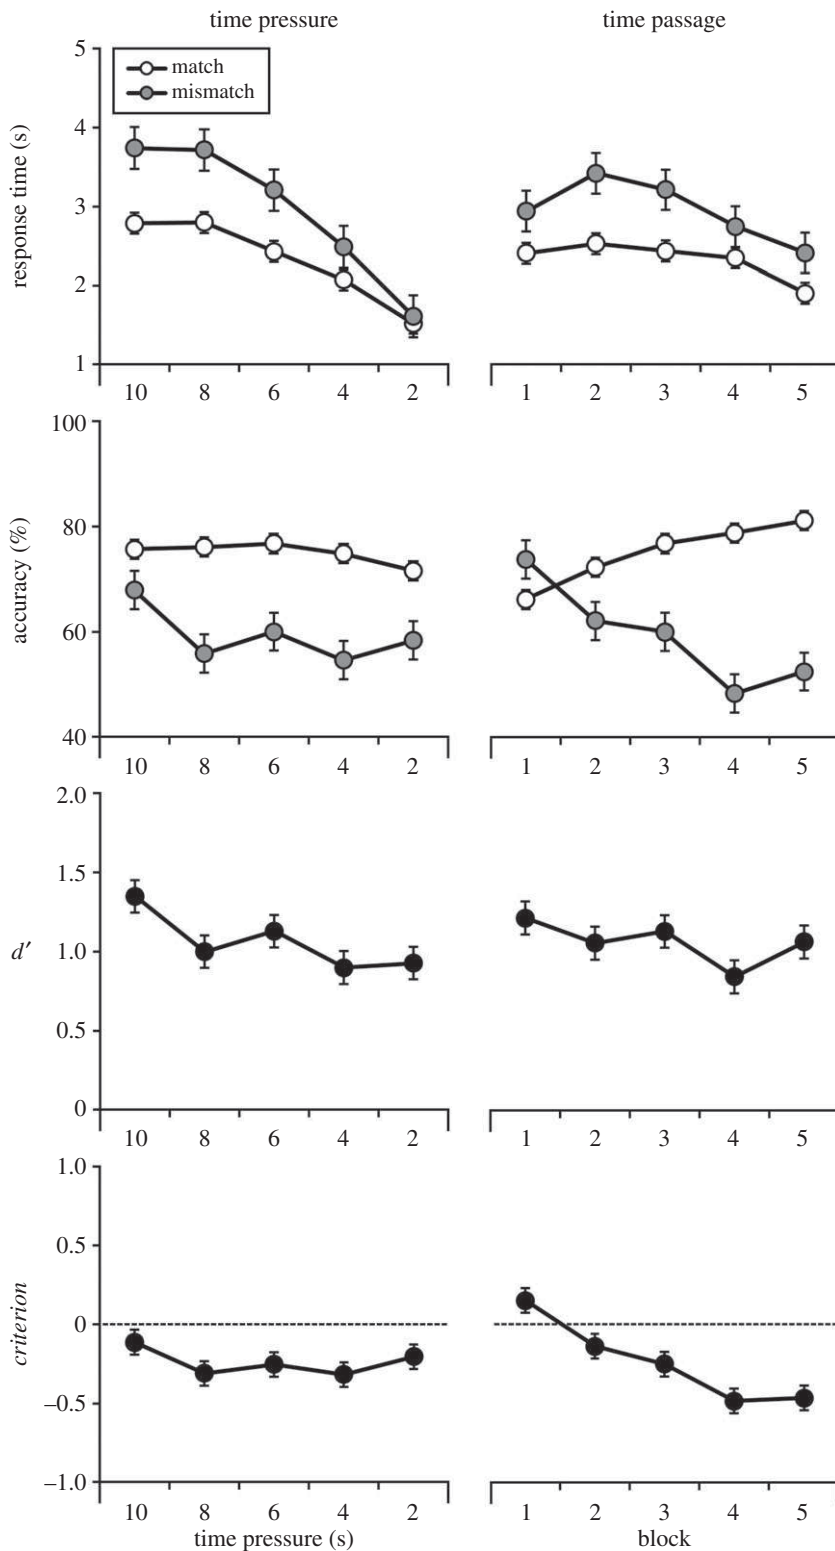 time pressure
time passage
response time (s)
5
4
3
2
1
match
mismatch
10 8 6 4 2
1 2 3 4 5
accuracy (%)
100
80
60
40
10 8 6 4 2
1 2 3 4 5
d′
2.0
1.5
1.0
0.5
0
10 8 6 4 2
1 2 3 4 5
criterion
1.0
0.5
0
–0.5
–1.0
10 8 6 4 2
1 2 3 4 5
time pressure (s)
block